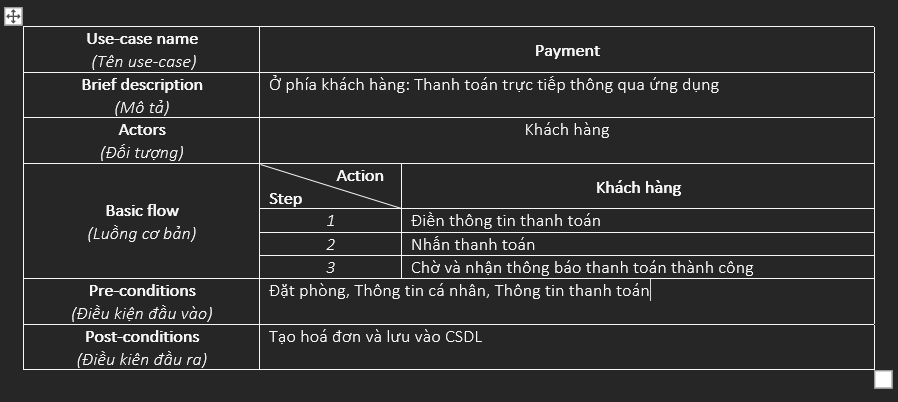 Use-case name
(Tên use-case)
Payment
Brief description
(Mô tả)
Ở phía khách hàng: Thanh toán trực tiếp thông qua ứng dụng
Actors
(Đối tượng)
Khách hàng
Basic flow
(Luồng cơ bản)
Action
Step
Khách hàng
1
Điền thông tin thanh toán
2
Nhấn thanh toán
3
Chờ và nhận thông báo thanh toán thành công
Pre-conditions
(Điều kiện đầu vào)
Đặt phòng, Thông tin cá nhân, Thông tin thanh toán
Post-conditions
(Điều kiện đầu ra)
Tạo hoá đơn và lưu vào CSDL